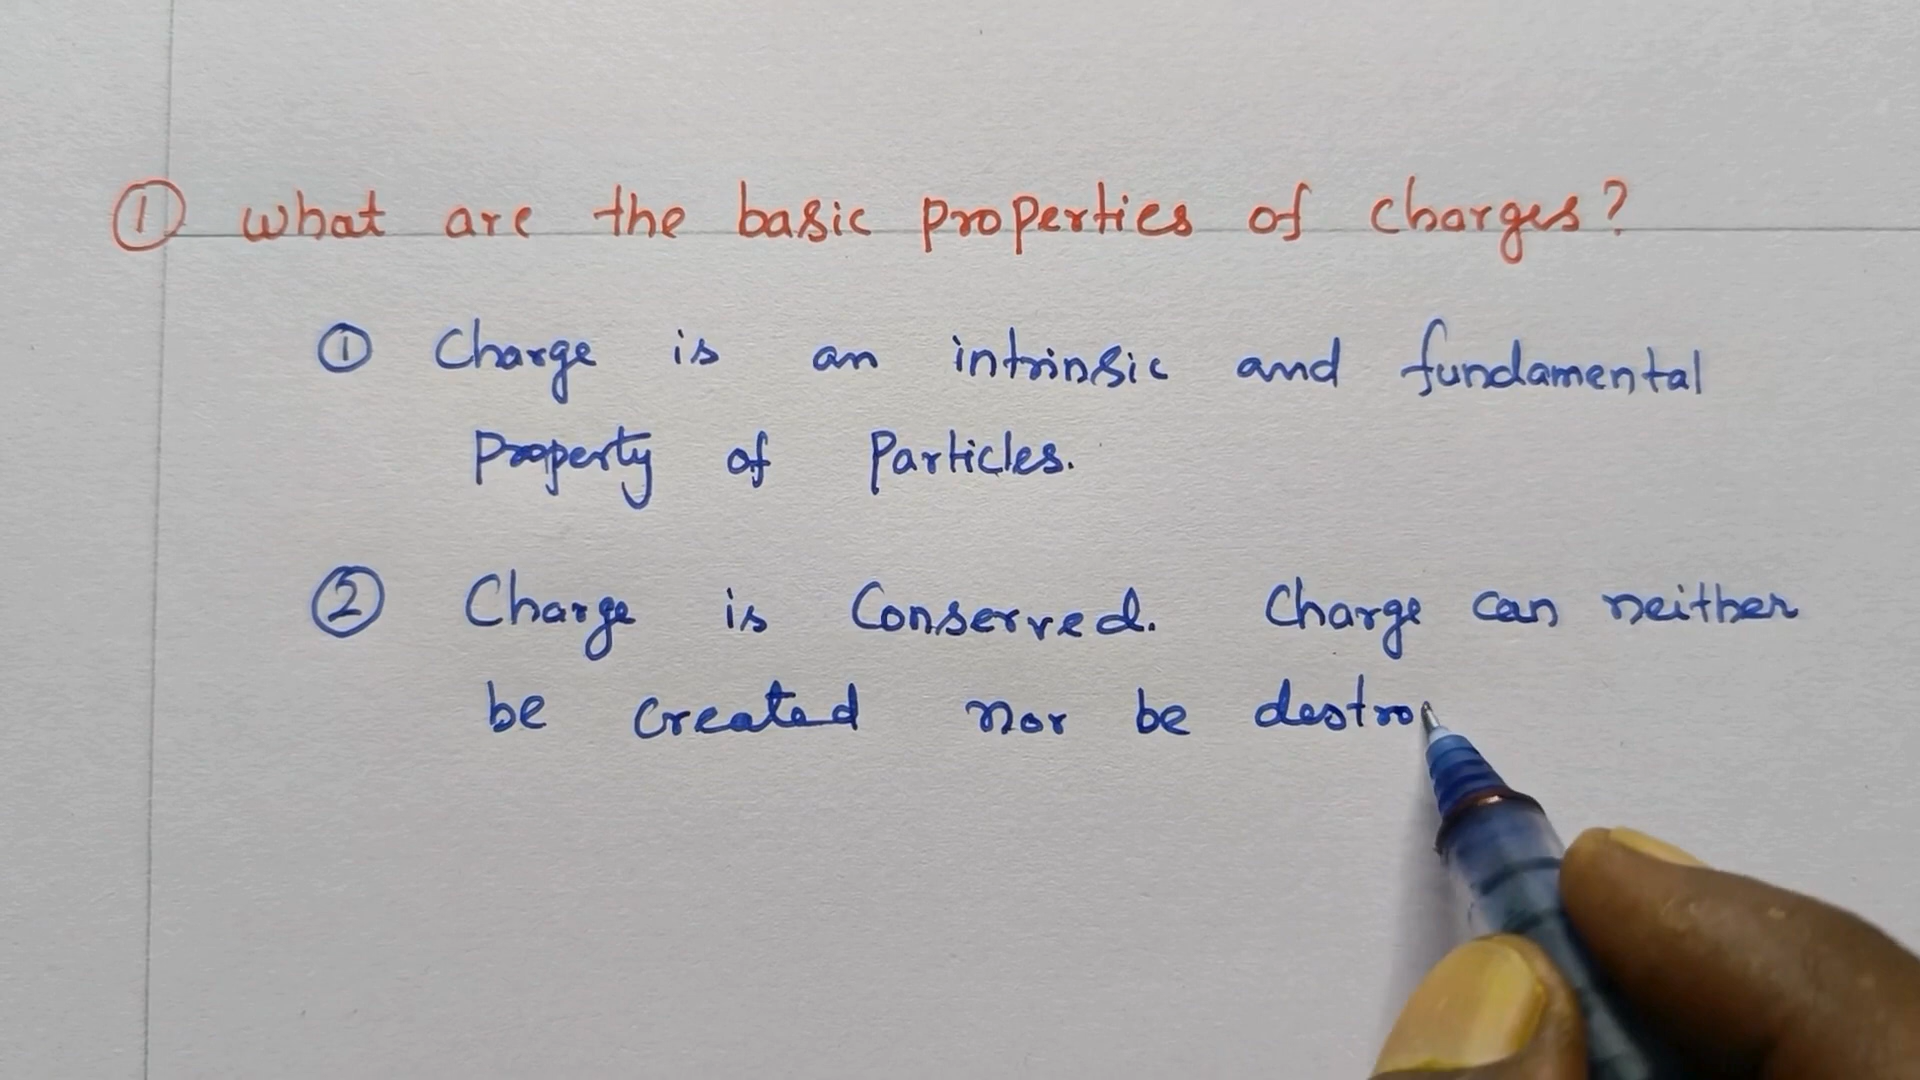 ① What are the basic properties of charges?
① Charge is an intrinsic and fundamental
Property of Particles.
② Charge is Conserved. Charge can neither
be created nor be destro